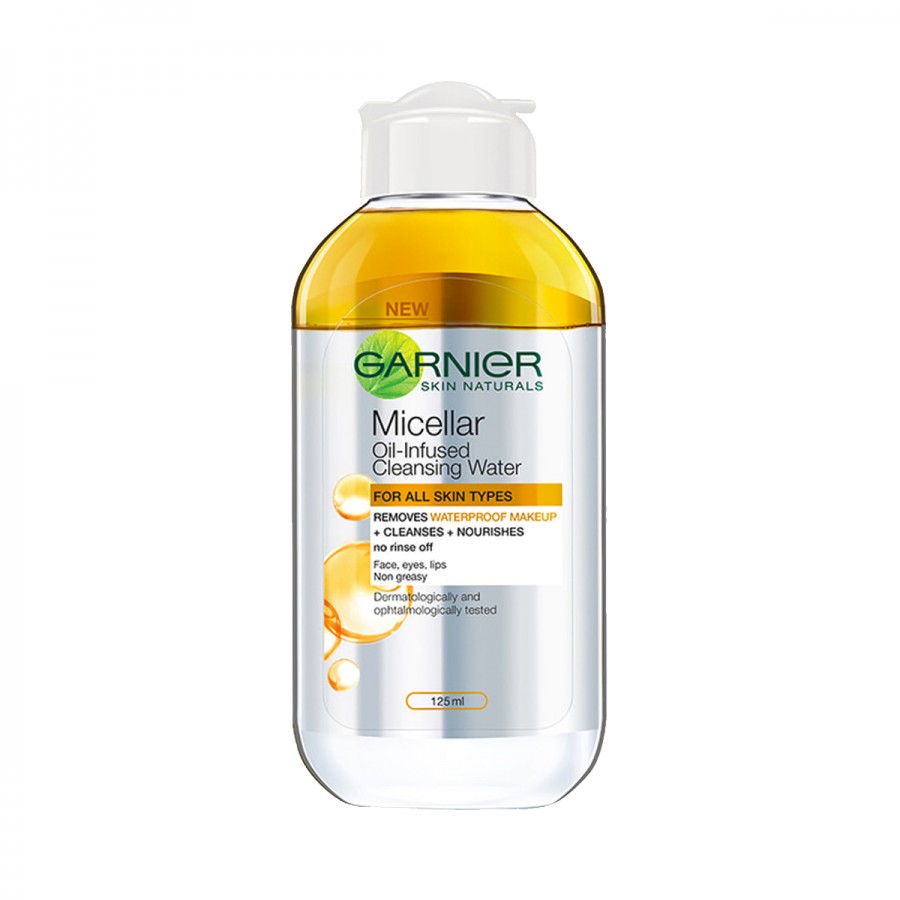 NEW
GARNIER
SKIN NATURALS
Micellar
Oil-Infused
Cleansing Water
FOR ALL SKIN TYPES
REMOVES WATERPROOF MAKEUP
+ CLEANSES + NOURISHES
no rinse off
Face, eyes, lips
Non greasy
Dermatologically and
ophtalmologically tested
125ml